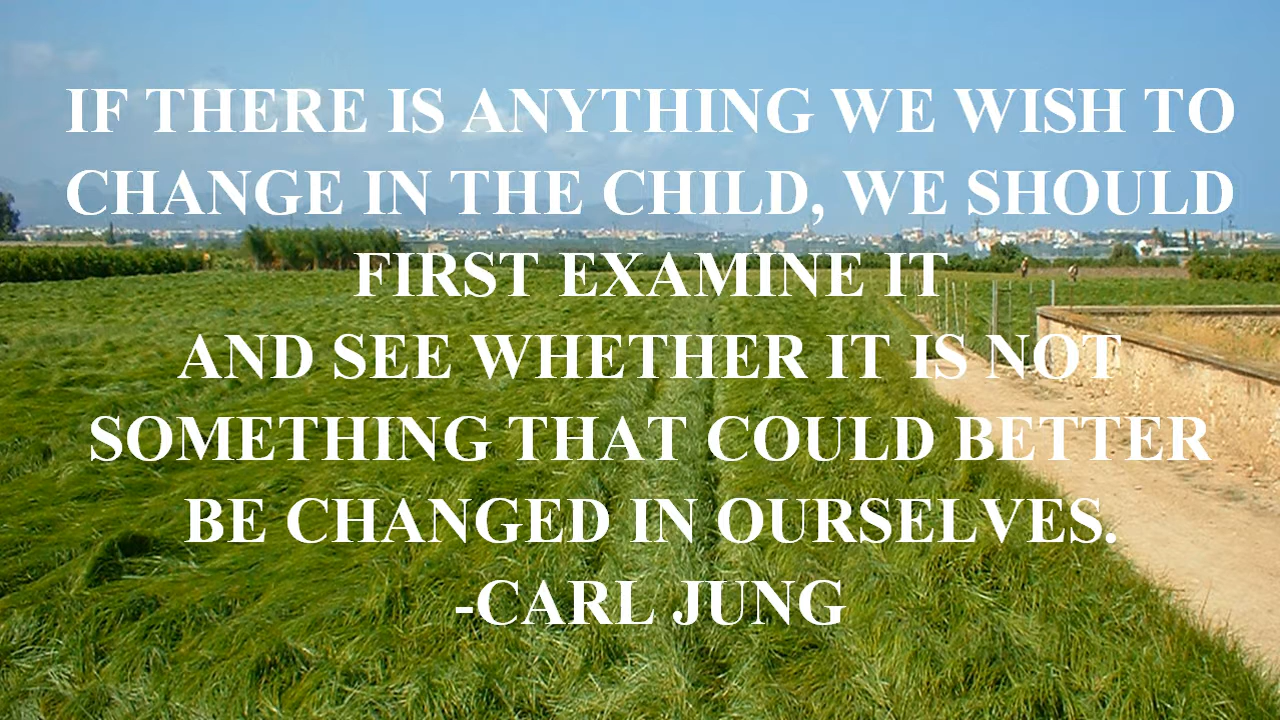 IF THERE IS ANYTHING WE WISH TO
CHANGE IN THE CHILD, WE SHOULD
FIRST EXAMINE IT
AND SEE WHETHER IT IS NOT
SOMETHING THAT COULD BETTER
BE CHANGED IN OURSELVES.
-CARL JUNG